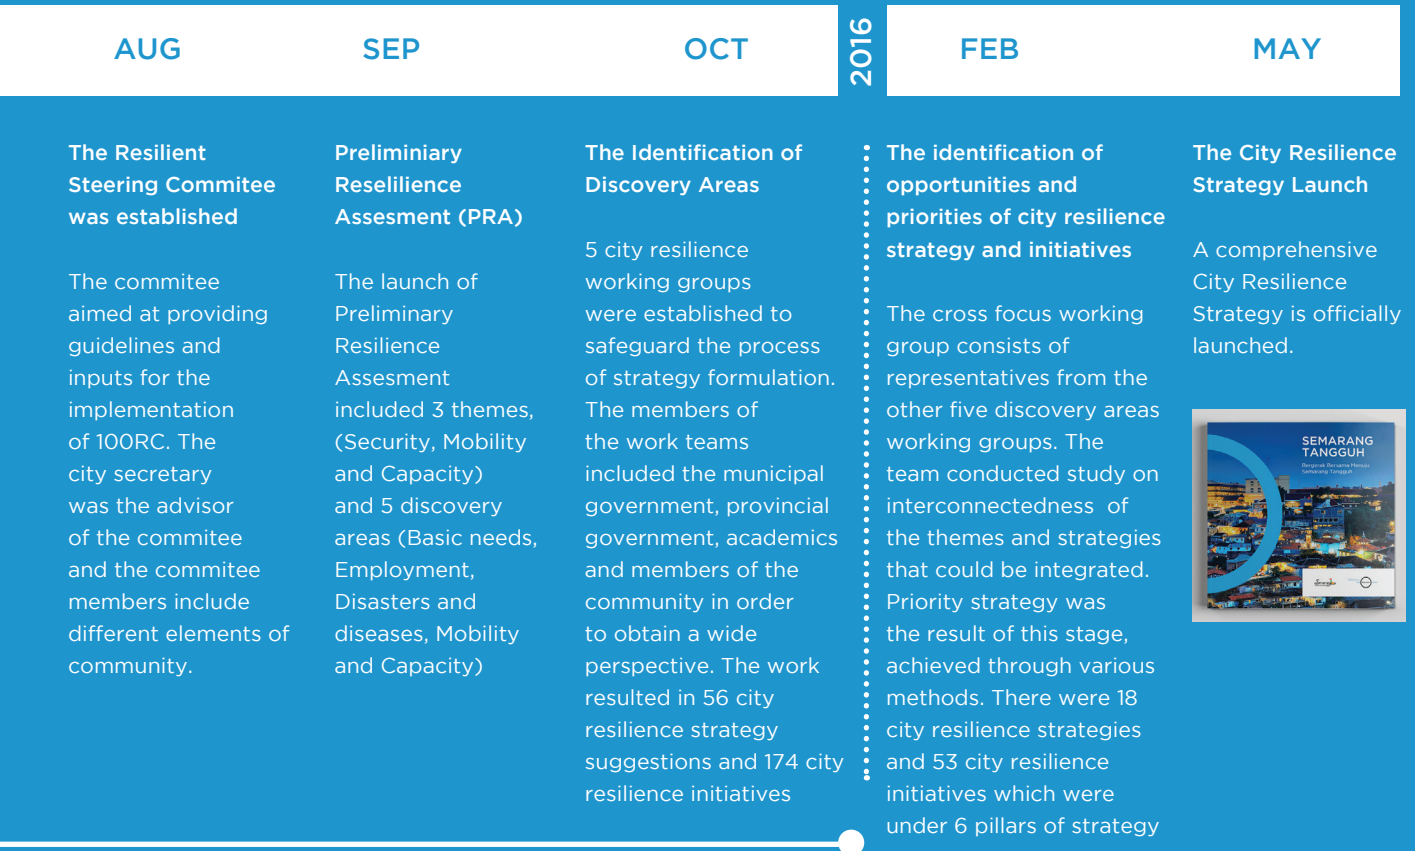 AUG
SEP
OCT
2016
FEB
MAY
The Resilient
Steering Commitee
was established
The commitee
aimed at providing
guidelines and
inputs for the
implementation
of 100RC. The
city secretary
was the advisor
of the commitee
and the commitee
members include
different elements of
community.
Preliminiary
Reselilience
Assesment (PRA)
The launch of
Preliminary
Resilience
Assesment
included 3 themes,
(Security, Mobility
and Capacity)
and 5 discovery
areas (Basic needs,
Employment,
Disasters and
diseases, Mobility
and Capacity)
The Identification of
Discovery Areas
5 city resilience
working groups
were established to
safeguard the process
of strategy formulation.
The members of
the work teams
included the municipal
government, provincial
government, academics
and members of the
community in order
to obtain a wide
perspective. The work
resulted in 56 city
resilience strategy
suggestions and 174 city
resilience initiatives
The identification of
opportunities and
priorities of city resilience
strategy and initiatives
The cross focus working
group consists of
representatives from the
other five discovery areas
working groups. The
team conducted study on
interconnectedness of
the themes and strategies
that could be integrated.
Priority strategy was
the result of this stage,
achieved through various
methods. There were 18
city resilience strategies
and 53 city resilience
initiatives which were
under 6 pillars of strategy
The City Resilience
Strategy Launch
A comprehensive
City Resilience
Strategy is officially
launched.
SEMARANG
TANGGUH
Bergerak Bersama Menuju
Semarang Tangguh